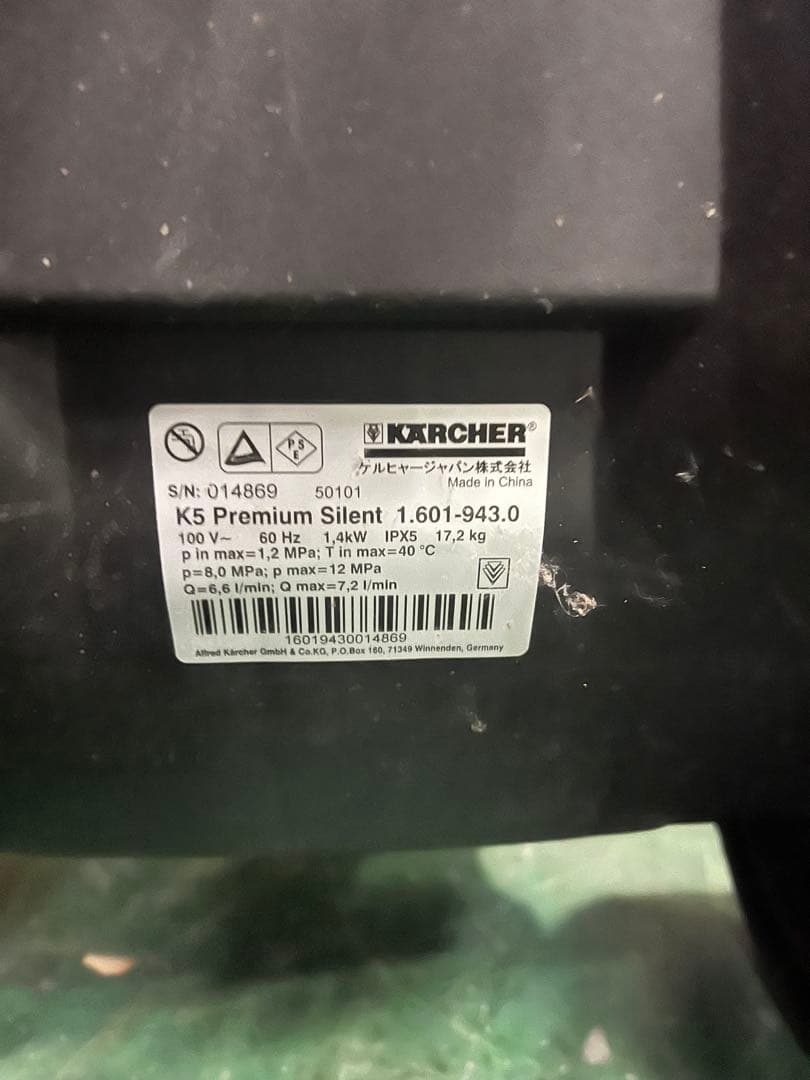 P S E
KÄRCHER®
ケルヒャージャパン株式会社
Made in China
S/N: 014869 50101
K5 Premium Silent 1.601-943.0
100 V~ 60 Hz 1,4kW IPX5 17,2 kg
p in max=1,2 MPa; T in max=40 °C
p=8,0 MPa; p max=12 MPa
Q=6,6 l/min; Q max=7,2 l/min
16019430014869
Alfred Kärcher GmbH & Co.KG, P.O.Box 160, 71349 Winnenden, Germany